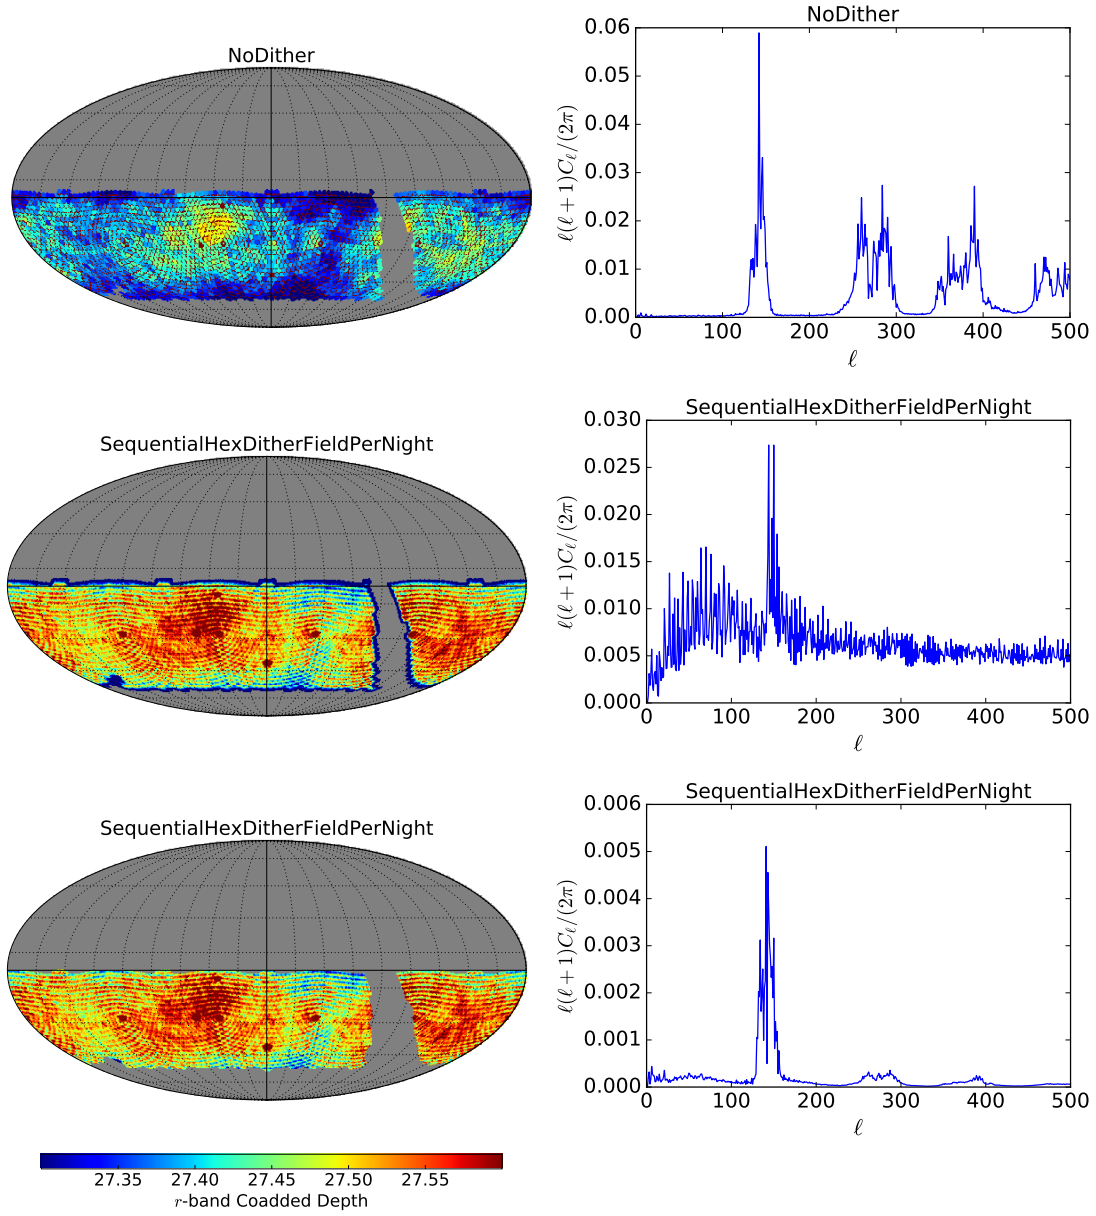 NoDither
NoDither
0.06
0.05
0.04
0.03
0.02
0.01
0.00
0 100 200 300 400 500
ℓ(ℓ+1)Cℓ/(2π)
ℓ
SequentialHexDitherFieldPerNight
SequentialHexDitherFieldPerNight
0.030
0.025
0.020
0.015
0.010
0.005
0.000
0 100 200 300 400 500
ℓ(ℓ+1)Cℓ/(2π)
ℓ
SequentialHexDitherFieldPerNight
SequentialHexDitherFieldPerNight
0.006
0.005
0.004
0.003
0.002
0.001
0.000
0 100 200 300 400 500
ℓ(ℓ+1)Cℓ/(2π)
ℓ
27.35 27.40 27.45 27.50 27.55
r-band Coadded Depth